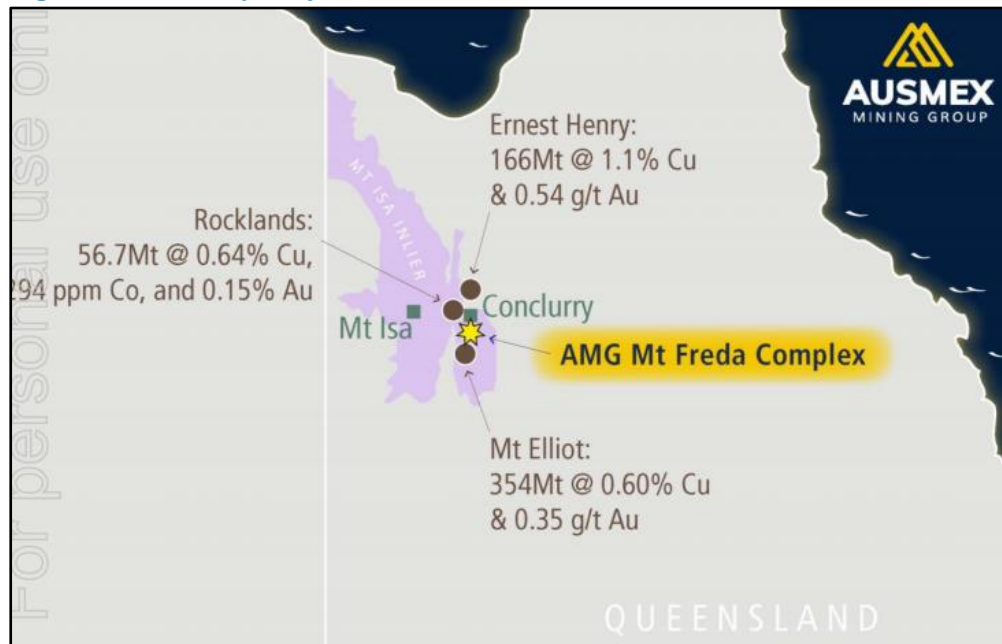 For personal use onl
AUSMEX
MINING GROUP
Ernest Henry:
166Mt @ 1.1% Cu
& 0.54 g/t Au
MT ISA INLIER
Rocklands:
56.7Mt @ 0.64% Cu,
294 ppm Co, and 0.15% Au
Conclurry
Mt Isa
AMG Mt Freda Complex
Mt Elliot:
354Mt @ 0.60% Cu
& 0.35 g/t Au
QUEENSLAND